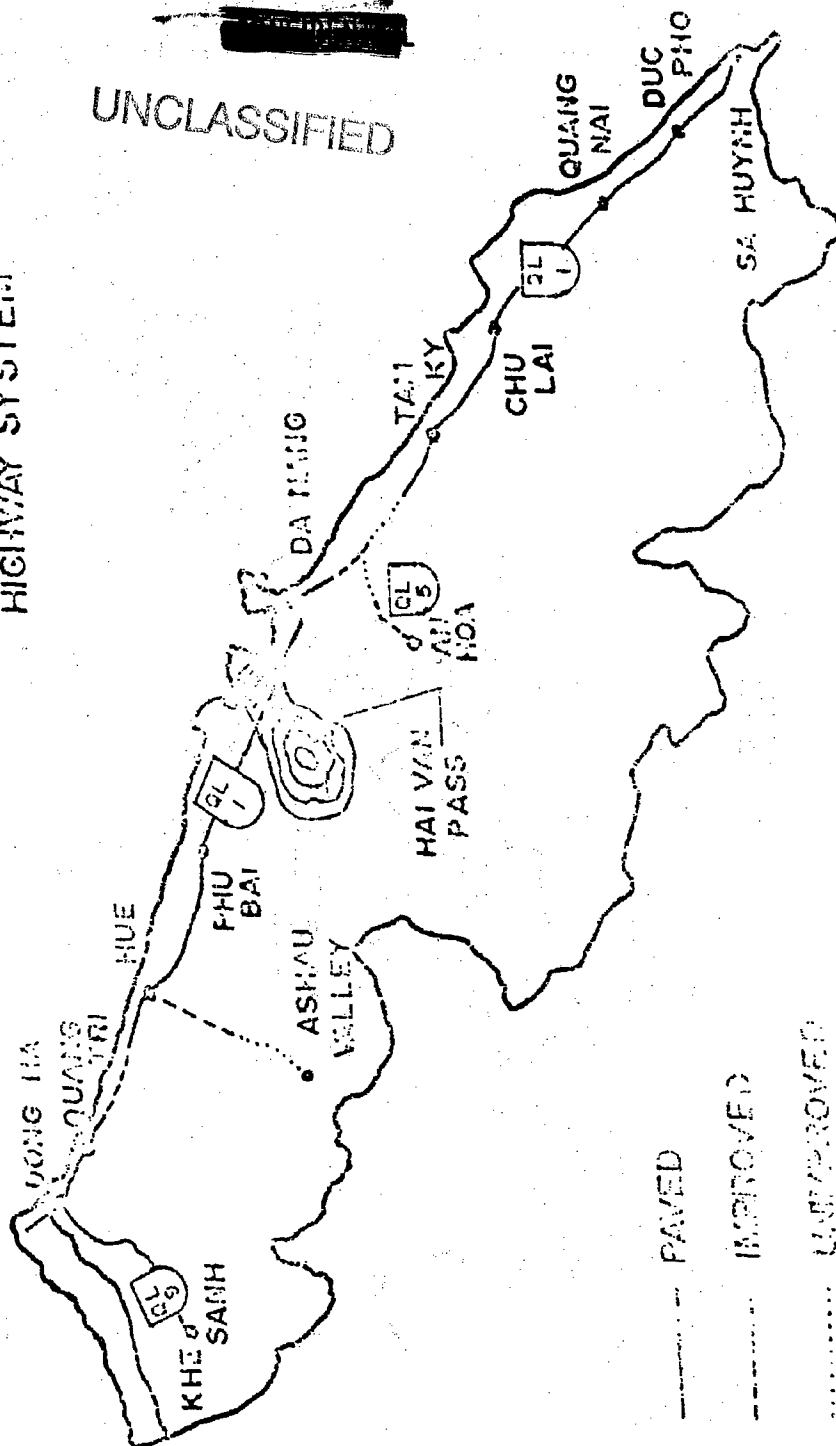 HIGHWAY SYSTEM
UNCLASSIFIED
DONG HA
QUANG
TRI
HUE
QL
9
KHE
SANH
PHU
BAI
QL
1
ASHAU
VALLEY
HAI VAN
PASS
DA NANG
QL
5
AN
HOA
TAM
KY
CHU
LAI
QL
1
QUANG
NAI
DUC
PHO
SA HUYNH
PAVED
IMPROVED
UNIMPROVED